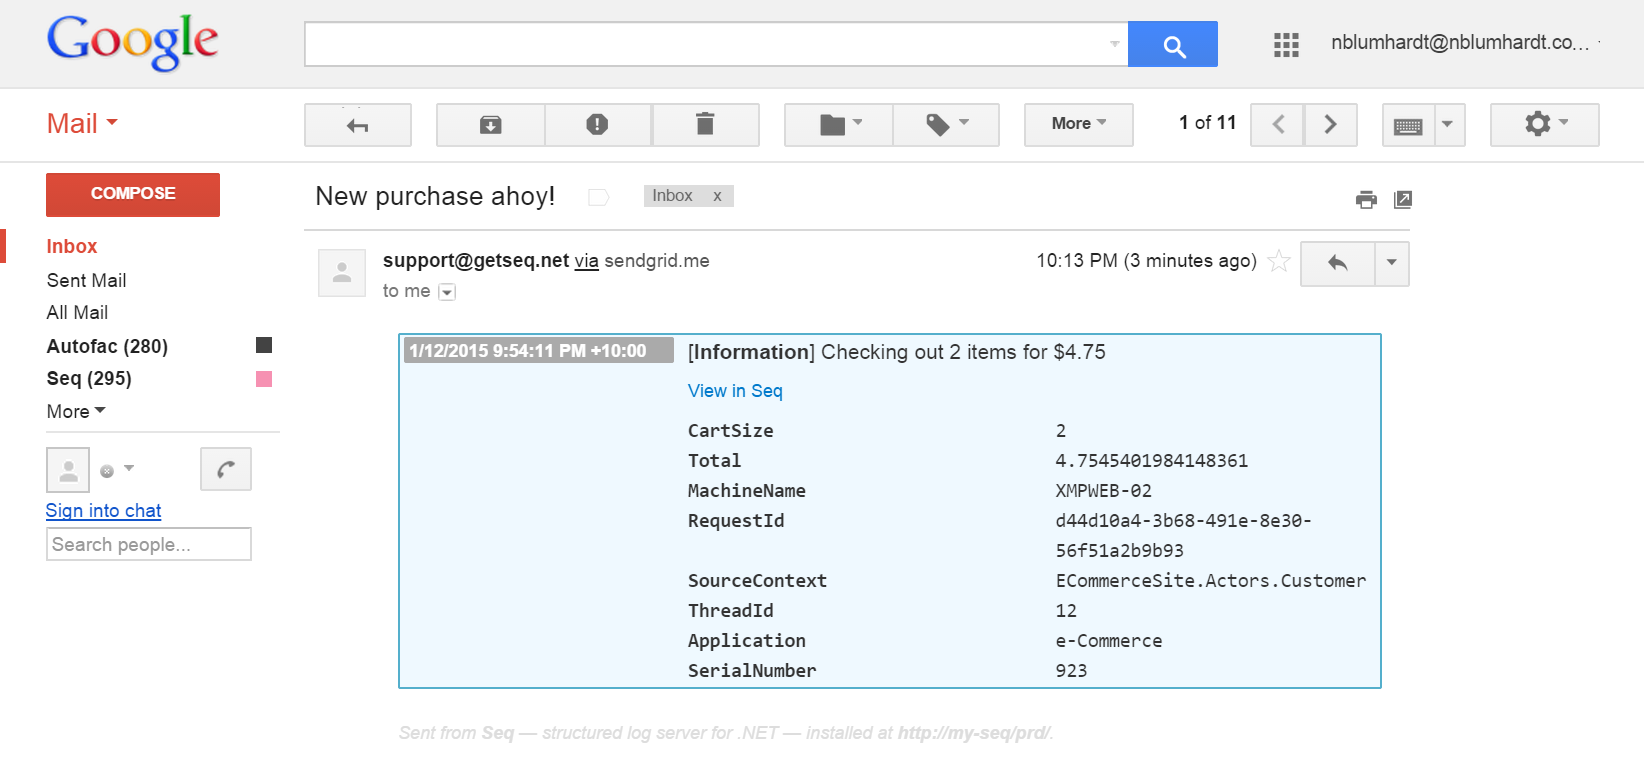 Google
nblumhardt@nblumhardt.co...
Mail
More
1 of 11
COMPOSE
New purchase ahoy!
Inbox x
Inbox
Sent Mail
All Mail
Autofac (280)
Seq (295)
More
Sign into chat
Search people...
support@getseq.net via sendgrid.me
10:13 PM (3 minutes ago)
to me
1/12/2015 9:54:11 PM +10:00
[Information] Checking out 2 items for $4.75
View in Seq
CartSize 2
Total 4.7545401984148361
MachineName XMPWEB-02
RequestId d44d10a4-3b68-491e-8e30-
56f51a2b9b93
SourceContext ECommerceSite.Actors.Customer
ThreadId 12
Application e-Commerce
SerialNumber 923
Sent from Seq — structured log server for .NET — installed at http://my-seq/prd/.